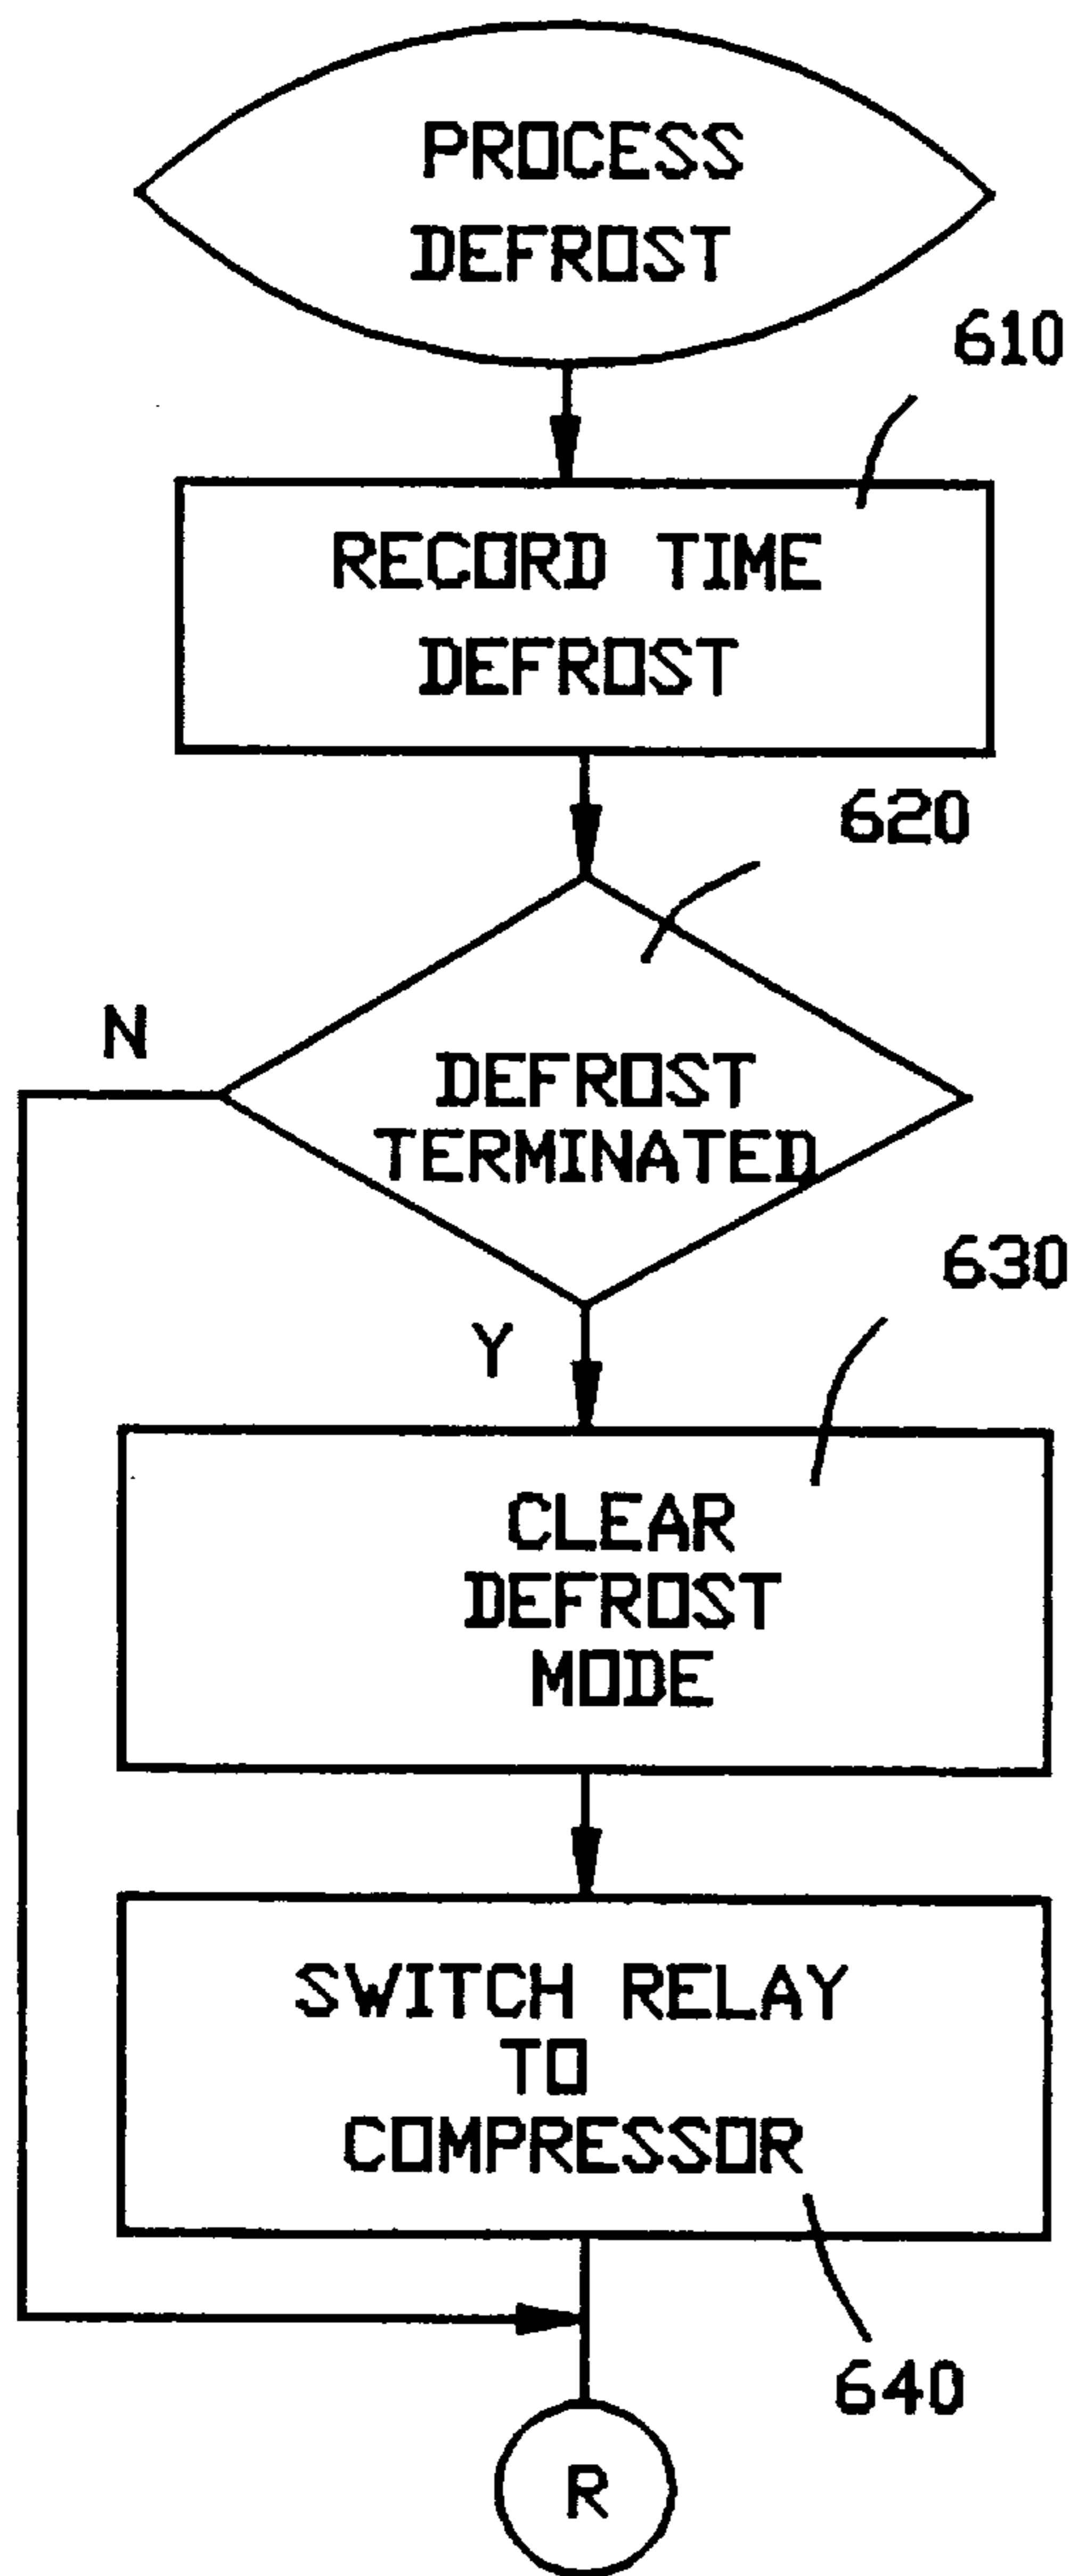 PROCESS
DEFROST
610
RECORD TIME
DEFROST
620
N
DEFROST
TERMINATED
630
Y
CLEAR
DEFROST
MODE
SWITCH RELAY
TO
COMPRESSOR
640
R